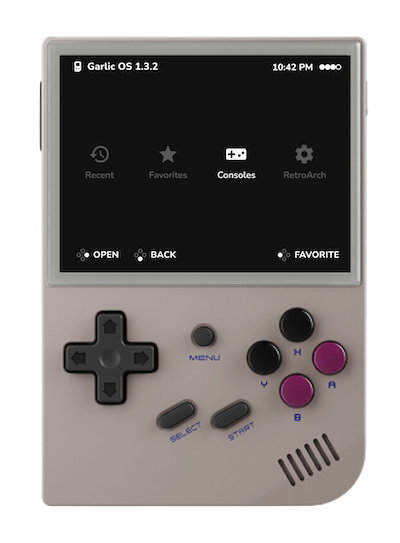 Garlic OS 1.3.2
10:42 PM
Recent
Favorites
Consoles
RetroArch
OPEN
BACK
FAVORITE
MENU
X
Y
A
B
SELECT
START